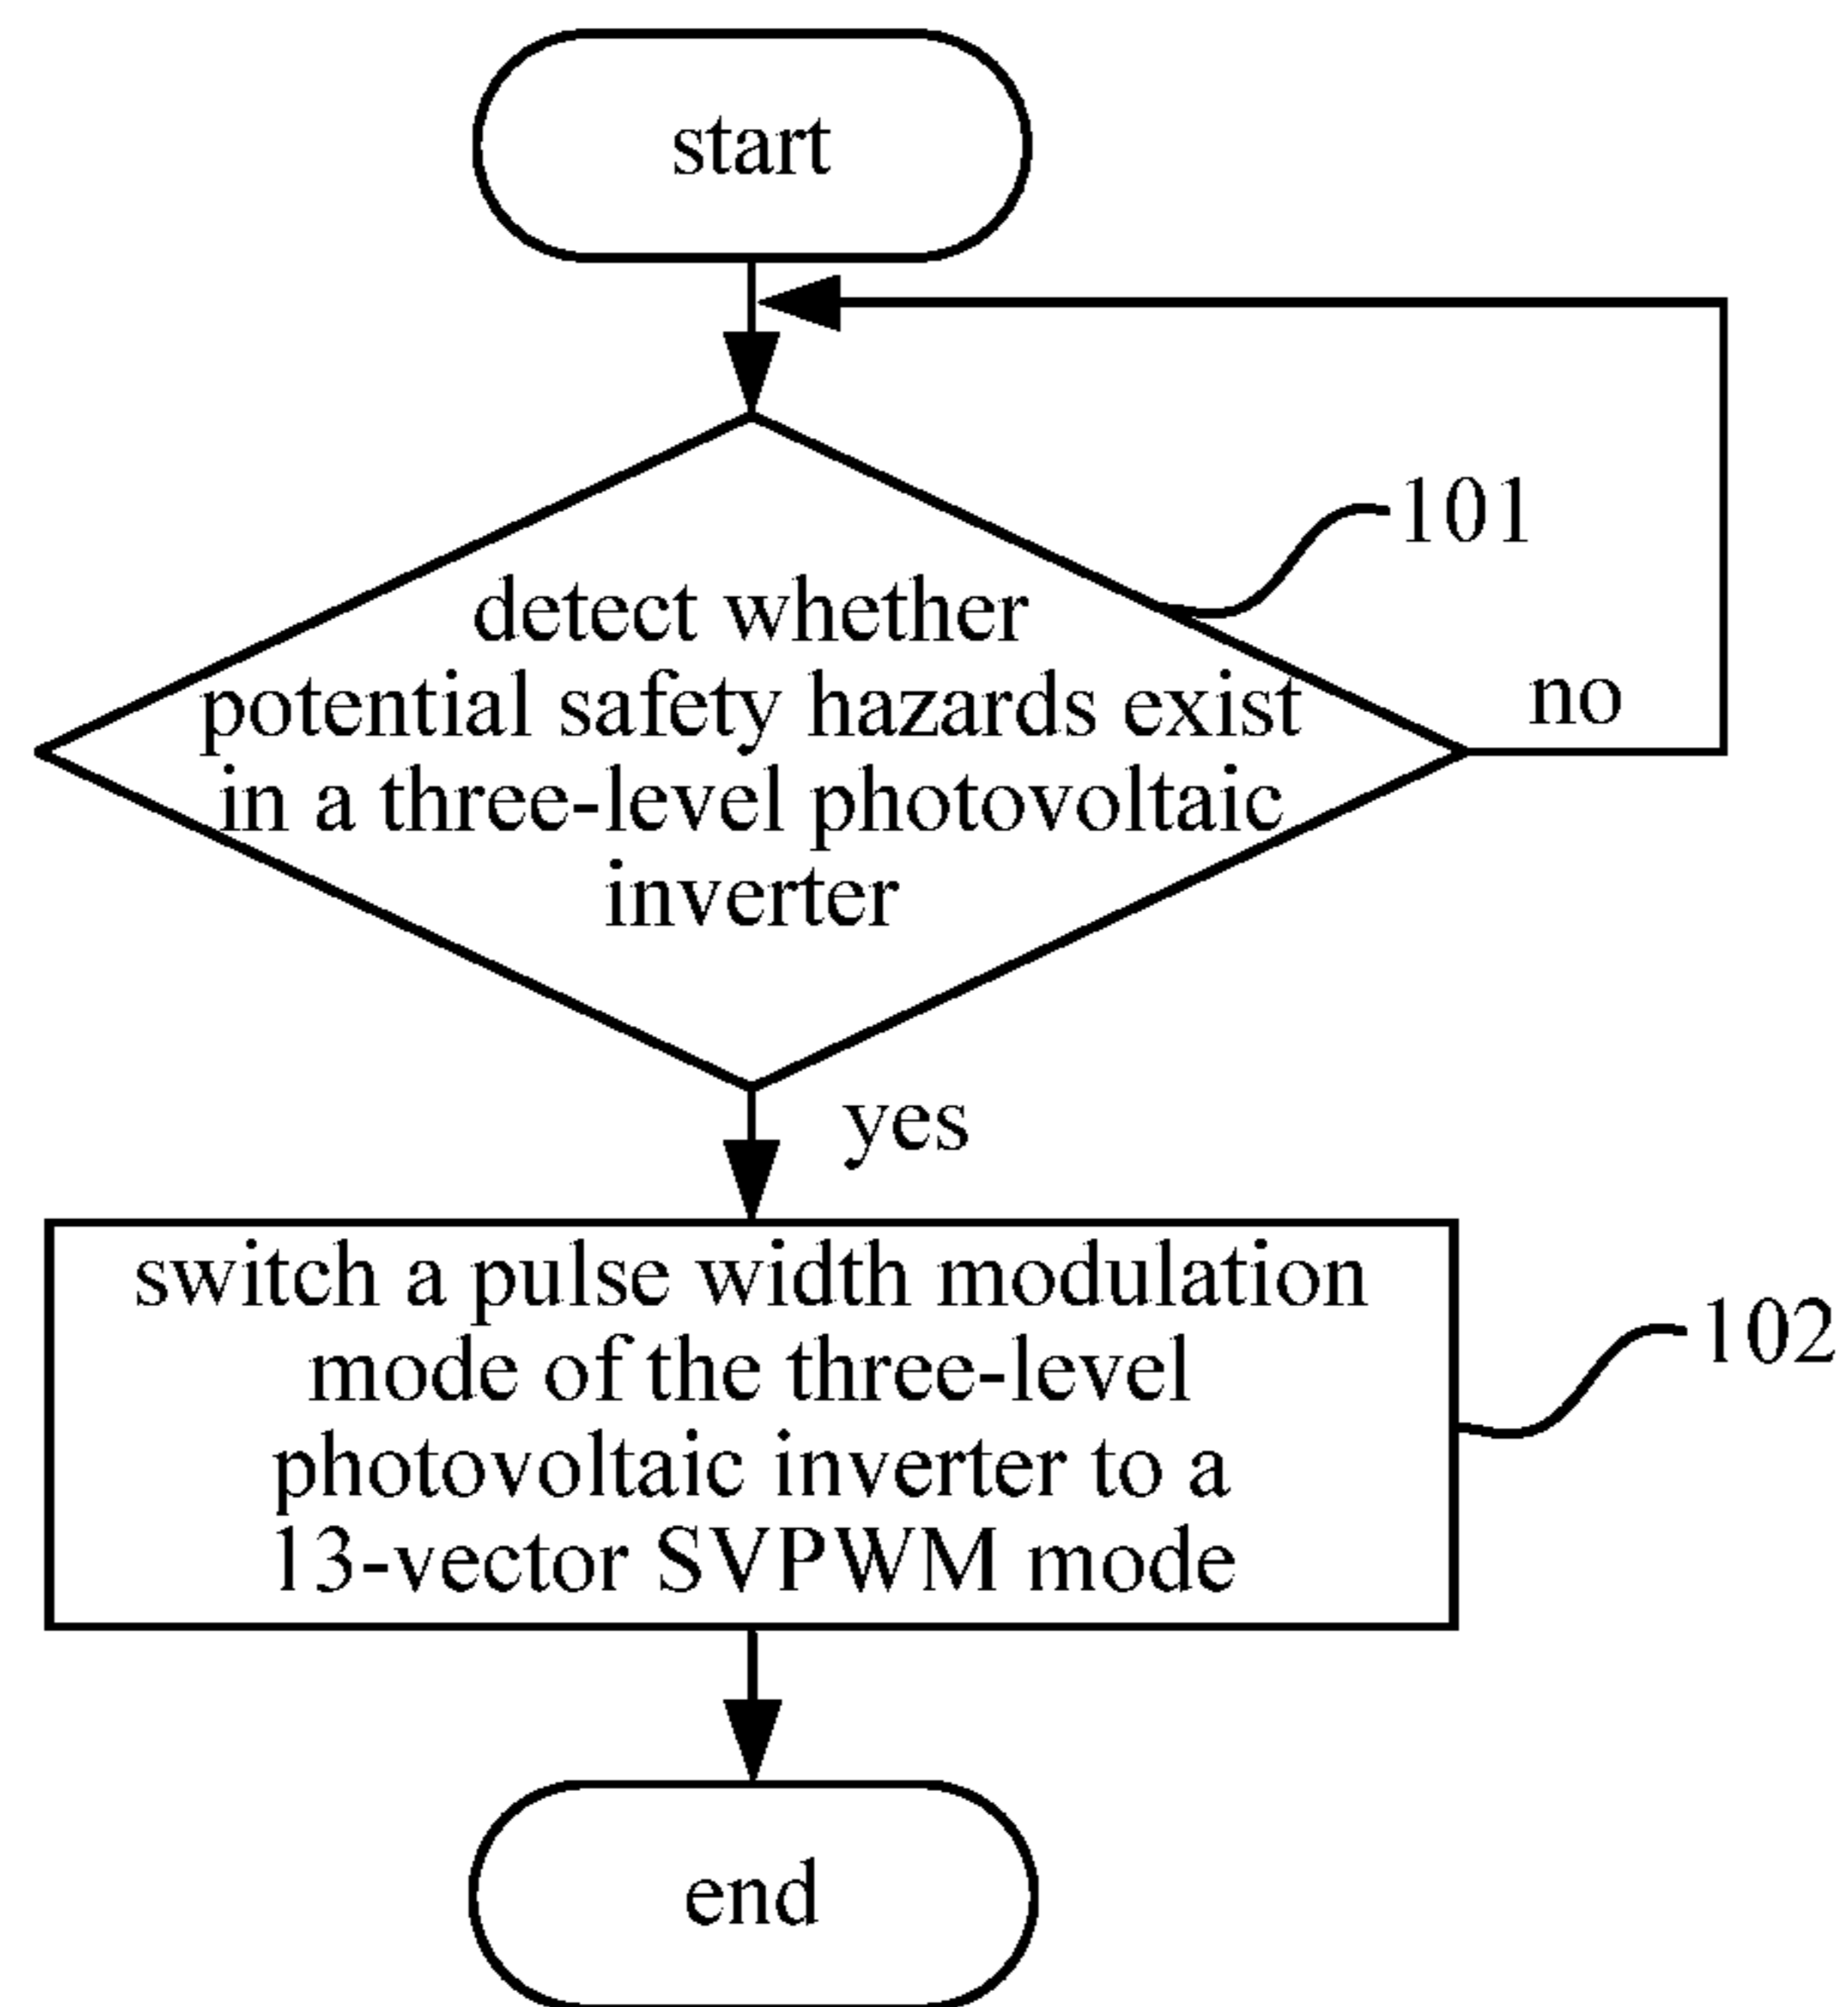 start
101
detect whether
potential safety hazards exist
in a three-level photovoltaic
inverter
no
yes
switch a pulse width modulation
mode of the three-level
photovoltaic inverter to a
13-vector SVPWM mode
102
end